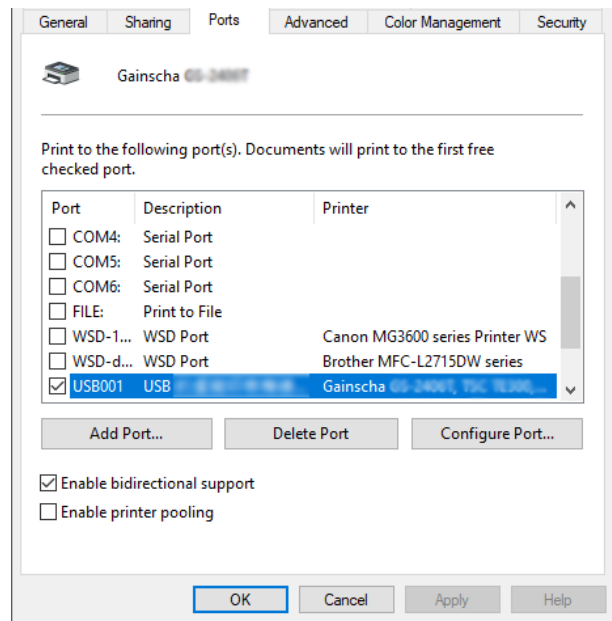 General Sharing Ports Advanced Color Management Security
Gainscha
Print to the following port(s). Documents will print to the first free
checked port.
Port Description Printer
COM4: Serial Port
COM5: Serial Port
COM6: Serial Port
FILE: Print to File
WSD-1... WSD Port Canon MG3600 series Printer WS
WSD-d... WSD Port Brother MFC-L2715DW series
USB001 USB Gainscha
Add Port... Delete Port Configure Port...
Enable bidirectional support
Enable printer pooling
OK Cancel Apply Help